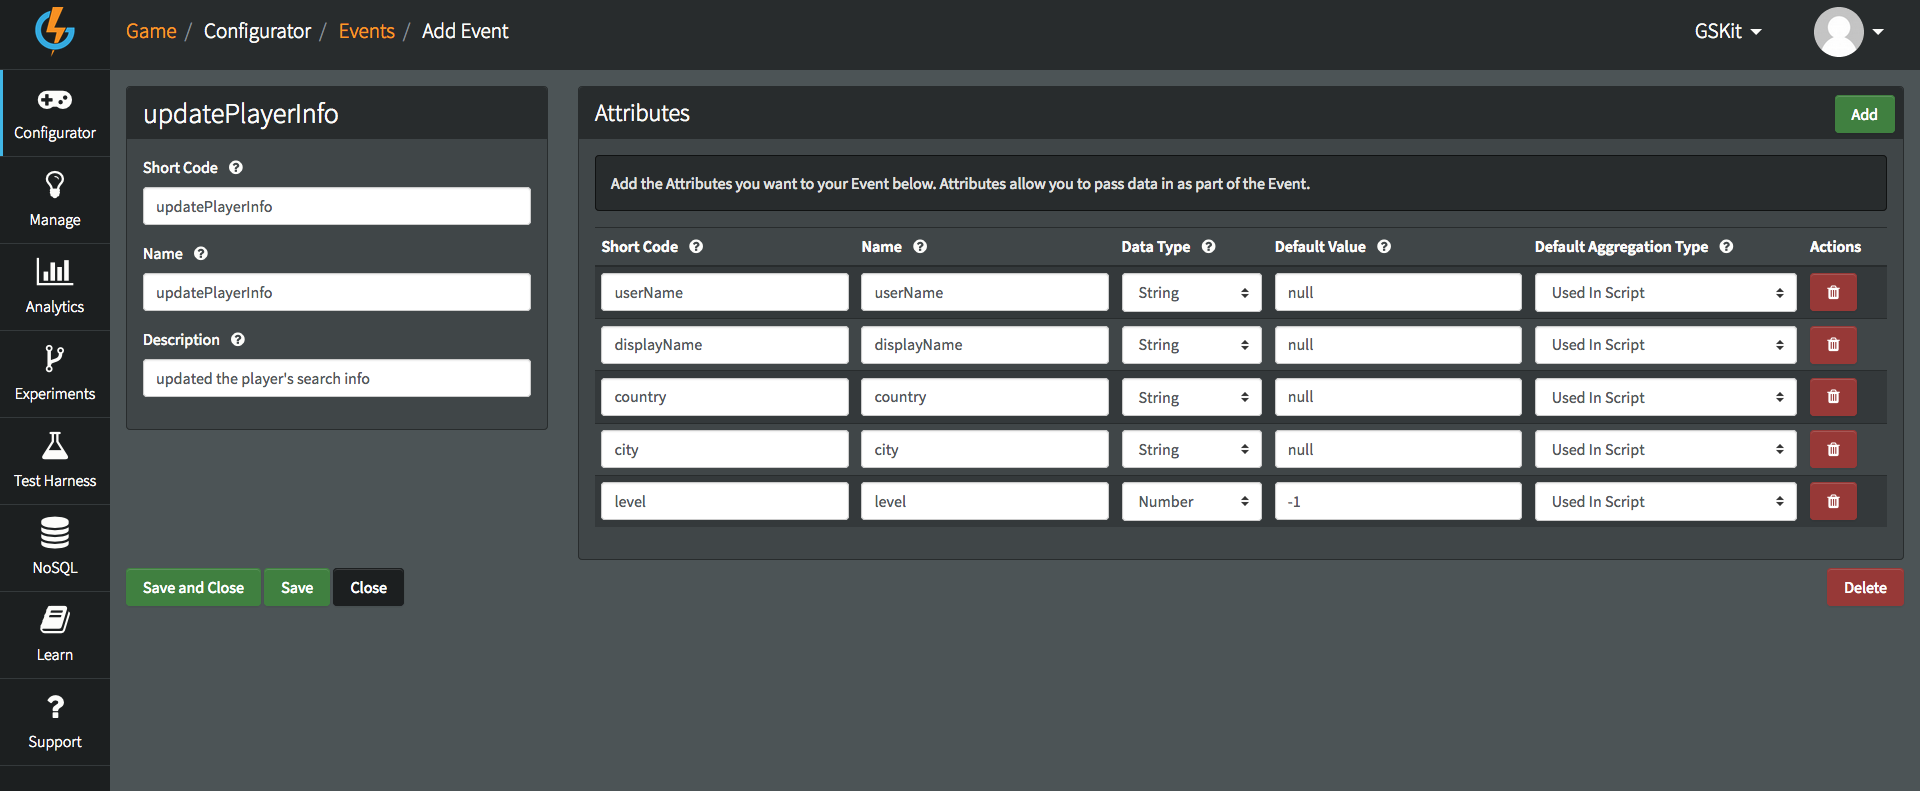 Game / Configurator / Events / Add Event
GSKit
Configurator
Manage
Analytics
Experiments
Test Harness
NoSQL
Learn
Support
updatePlayerInfo
Short Code
updatePlayerInfo
Name
updatePlayerInfo
Description
updated the player's search info
Attributes
Add
Add the Attributes you want to your Event below. Attributes allow you to pass data in as part of the Event.
Short Code Name Data Type Default Value Default Aggregation Type Actions
userName userName String null Used In Script
displayName displayName String null Used In Script
country country String null Used In Script
city city String null Used In Script
level level Number -1 Used In Script
Save and Close Save Close Delete